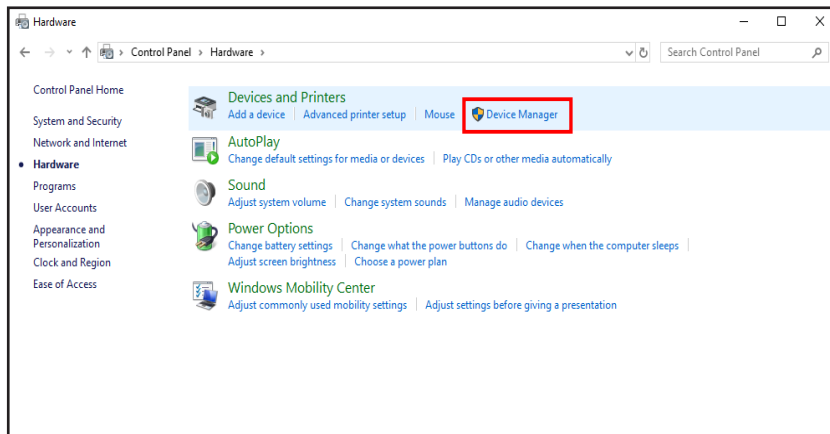 Hardware
Control Panel > Hardware >
Search Control Panel
Control Panel Home
System and Security
Network and Internet
Hardware
Programs
User Accounts
Appearance and
Personalization
Clock and Region
Ease of Access
Devices and Printers
Add a device | Advanced printer setup | Mouse | Device Manager
AutoPlay
Change default settings for media or devices | Play CDs or other media automatically
Sound
Adjust system volume | Change system sounds | Manage audio devices
Power Options
Change battery settings | Change what the power buttons do | Change when the computer sleeps |
Adjust screen brightness | Choose a power plan
Windows Mobility Center
Adjust commonly used mobility settings | Adjust settings before giving a presentation